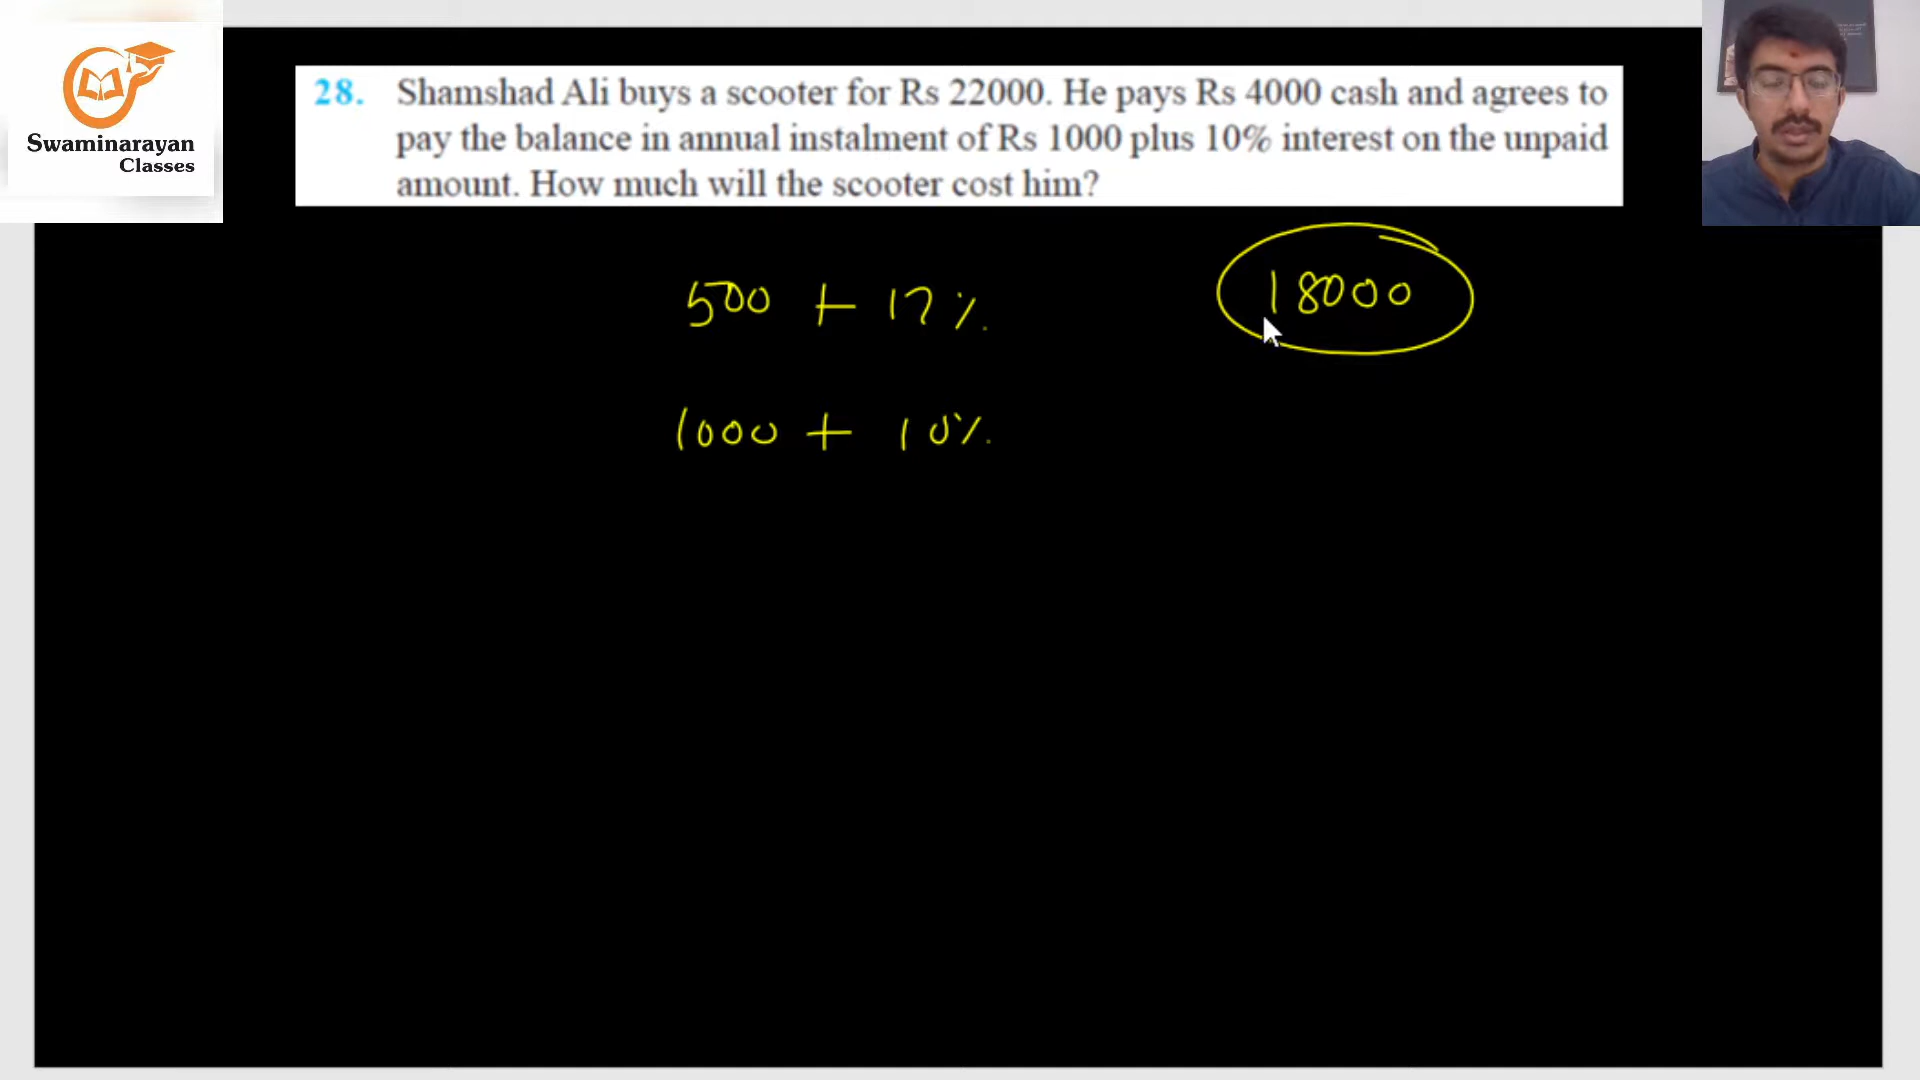 Swaminarayan
Classes
28. Shamshad Ali buys a scooter for Rs 22000. He pays Rs 4000 cash and agrees to
pay the balance in annual instalment of Rs 1000 plus 10% interest on the unpaid
amount. How much will the scooter cost him?
500 + 12%.
18000
1000 + 10%.